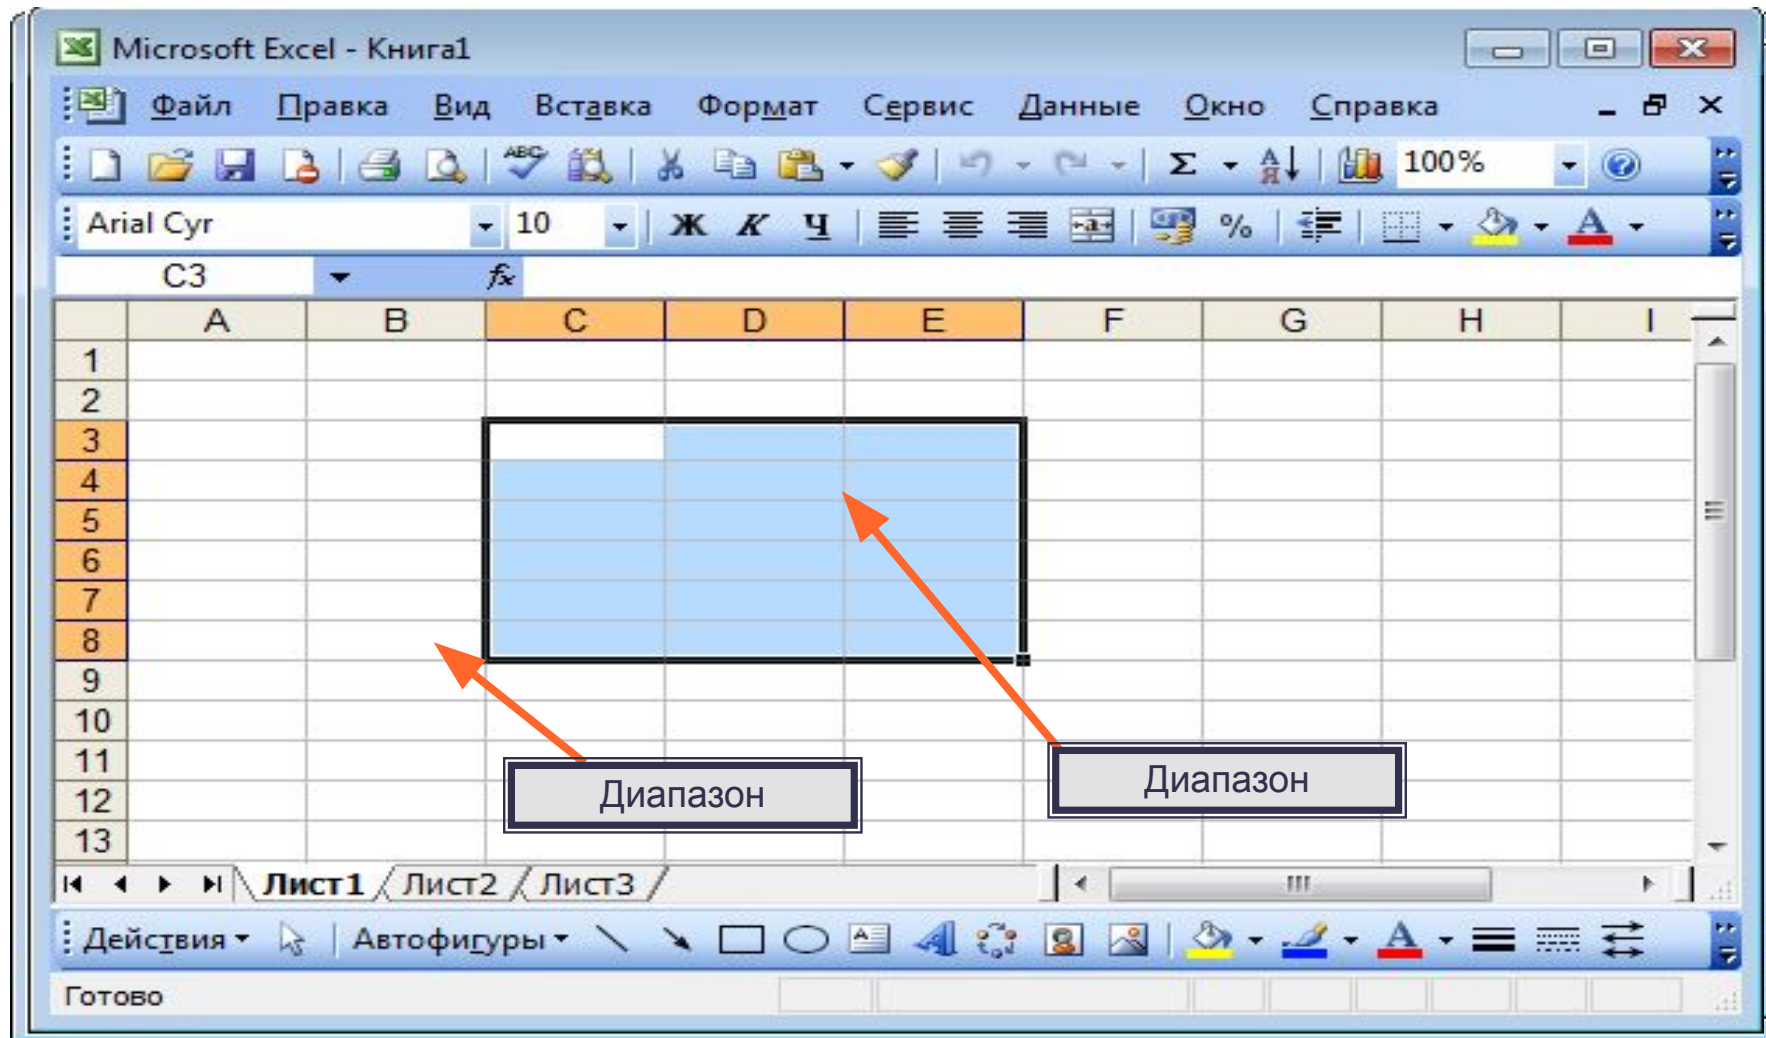 Microsoft Excel - Книга1
Файл Правка Вид Вставка Формат Сервис Данные Окно Справка
ABC Σ А Я 100%
Arial Cyr 10 Ж К Ч a % A
C3 fx
A B C D E F G H I
1
2
3
4
5
6
7
8
9
10
11
12
13
Диапазон
Диапазон
Лист1 Лист2 Лист3
Действия Автофигуры A A A
Готово